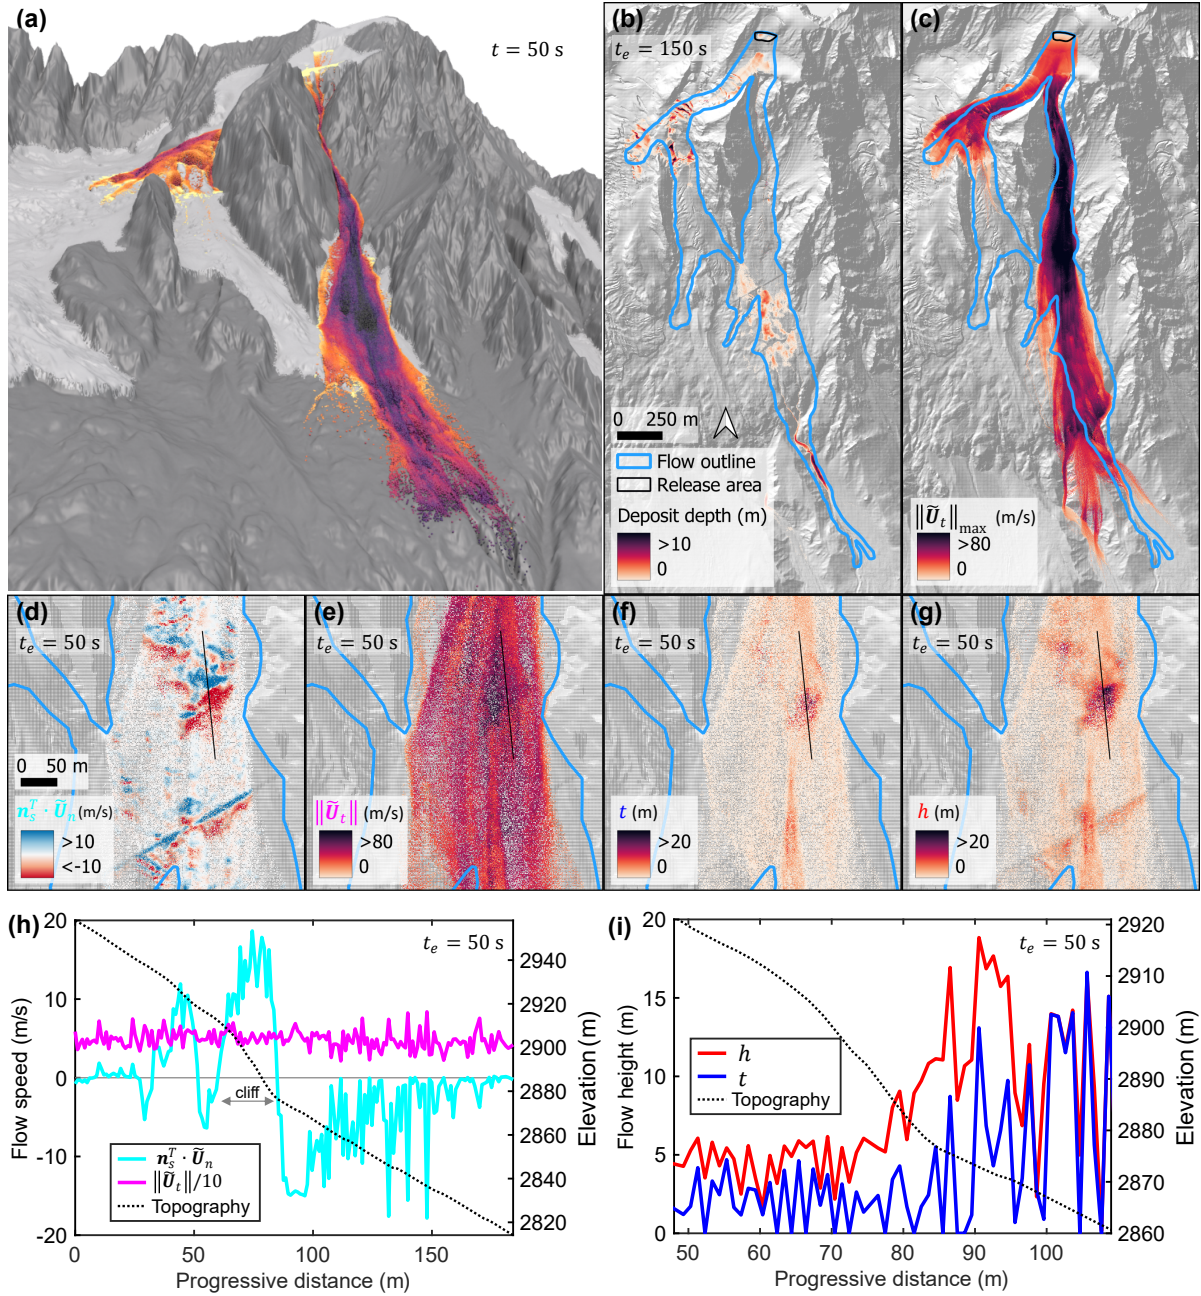 (a)
t = 50 s
(b)
tₑ = 150 s
0 250 m
Flow outline
Release area
Deposit depth (m)
>10
0
(c)
‖Ũₜ‖max (m/s)
>80
0
(d)
tₑ = 50 s
0 50 m
nₛᵀ · Ũₙ (m/s)
>10
<-10
(e)
tₑ = 50 s
‖Ũₜ‖ (m/s)
>80
0
(f)
tₑ = 50 s
t (m)
>20
0
(g)
tₑ = 50 s
h (m)
>20
0
(h)
tₑ = 50 s
20
10
0
-10
-20
Flow speed (m/s)
cliff
nₛᵀ · Ũₙ
‖Ũₜ‖/10
Topography
2940
2920
2900
2880
2860
2840
2820
Elevation (m)
0 50 100 150
Progressive distance (m)
(i)
tₑ = 50 s
20
15
10
5
0
Flow height (m)
h
t
Topography
2920
2910
2900
2890
2880
2870
2860
Elevation (m)
50 60 70 80 90 100
Progressive distance (m)